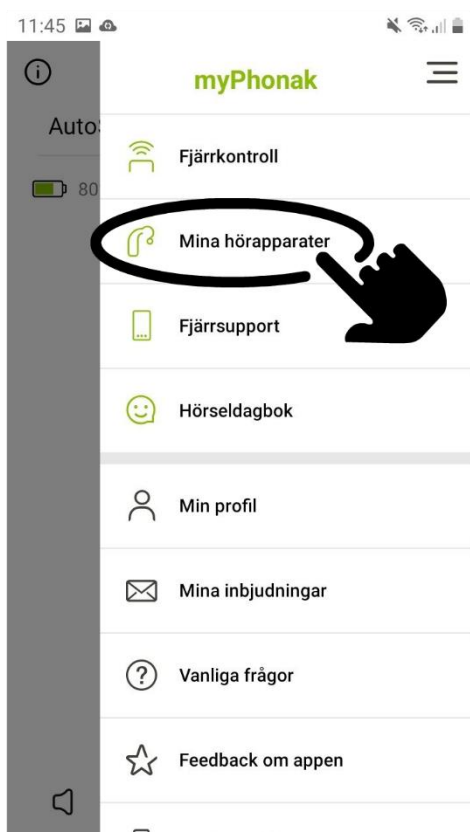 11:45
myPhonak
Auto
Fjärrkontroll
80
Mina hörapparater
Fjärrsupport
Hörseldagbok
Min profil
Mina inbjudningar
Vanliga frågor
Feedback om appen